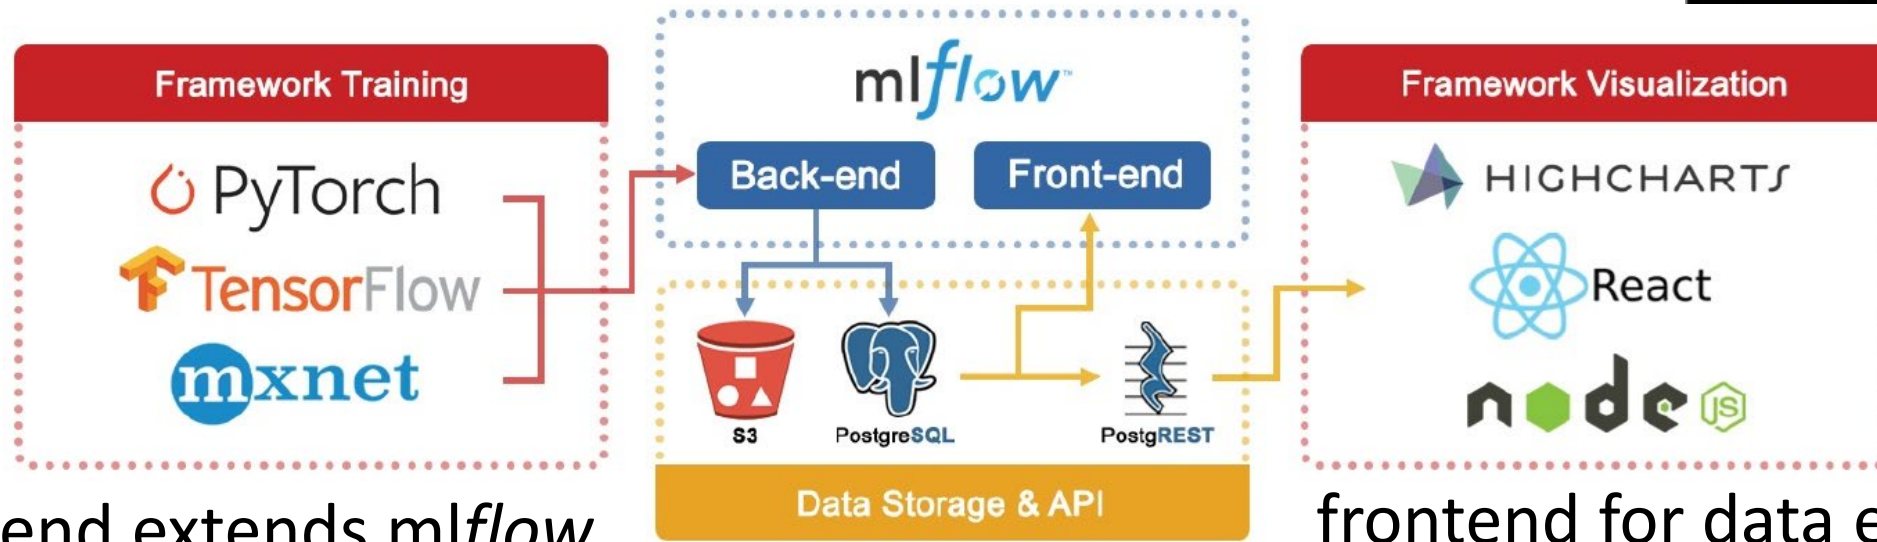 Framework Training
PyTorch
TensorFlow
mxnet
mlflow™
Back-end
Front-end
S3
PostgreSQL
PostgREST
Data Storage & API
Framework Visualization
HIGHCHARTS
React
node
JS
end extends mlflow
frontend for data e